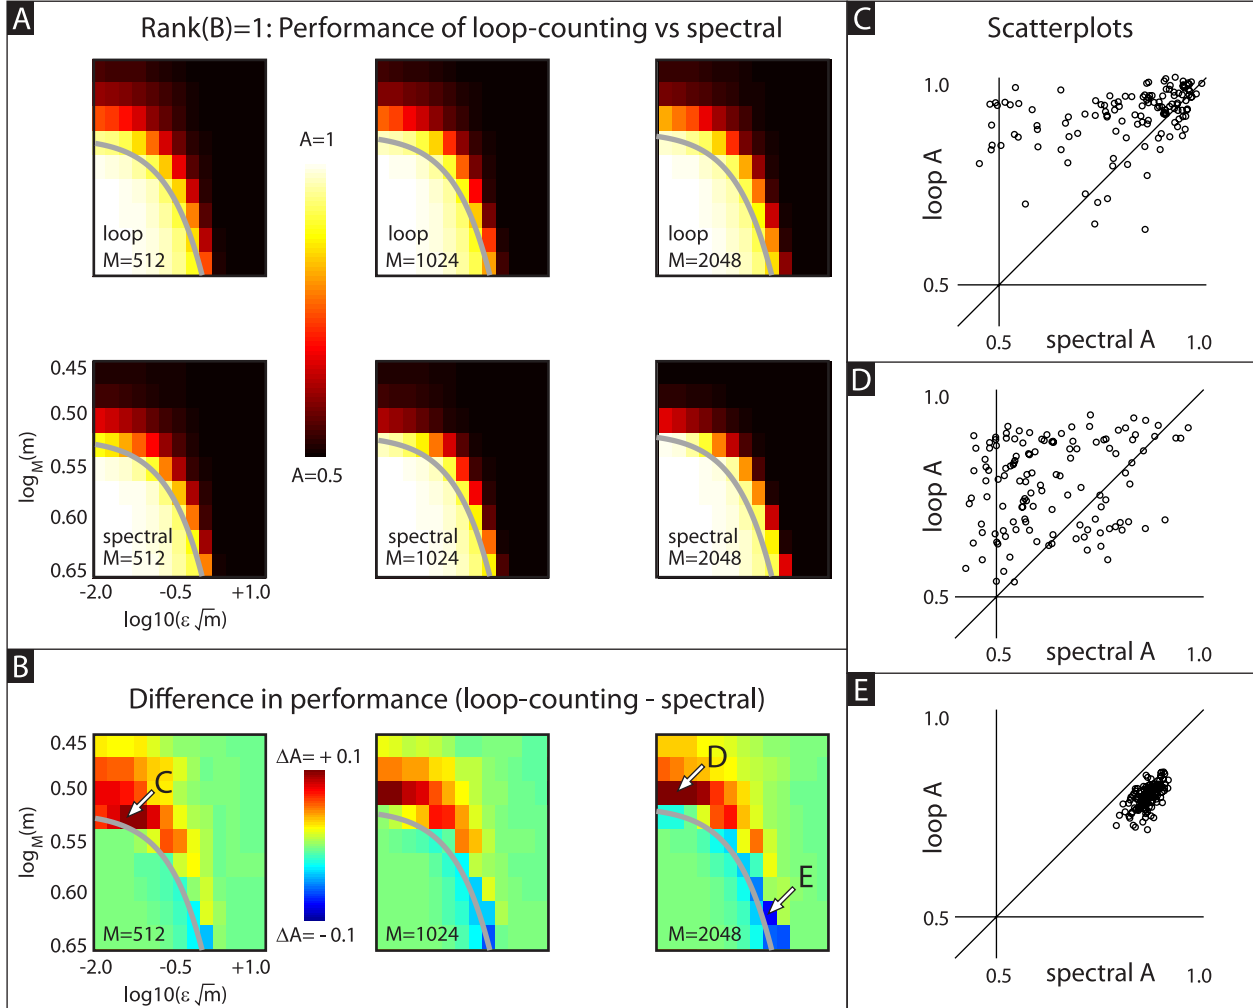 A
Rank(B)=1: Performance of loop-counting vs spectral
loop
M=512
A=1
A=0.5
loop
M=1024
loop
M=2048
0.45
0.50
0.55
0.60
0.65
log_M(m)
spectral
M=512
spectral
M=1024
spectral
M=2048
-2.0 -0.5 +1.0
log10(ε √m)
B
Difference in performance (loop-counting - spectral)
0.45
0.50
0.55
0.60
0.65
log_M(m)
C
M=512
ΔA= + 0.1
ΔA= - 0.1
M=1024
D
E
M=2048
-2.0 -0.5 +1.0
log10(ε √m)
C
Scatterplots
1.0
loop A
0.5
0.5 spectral A 1.0
D
1.0
loop A
0.5
0.5 spectral A 1.0
E
1.0
loop A
0.5
0.5 spectral A 1.0